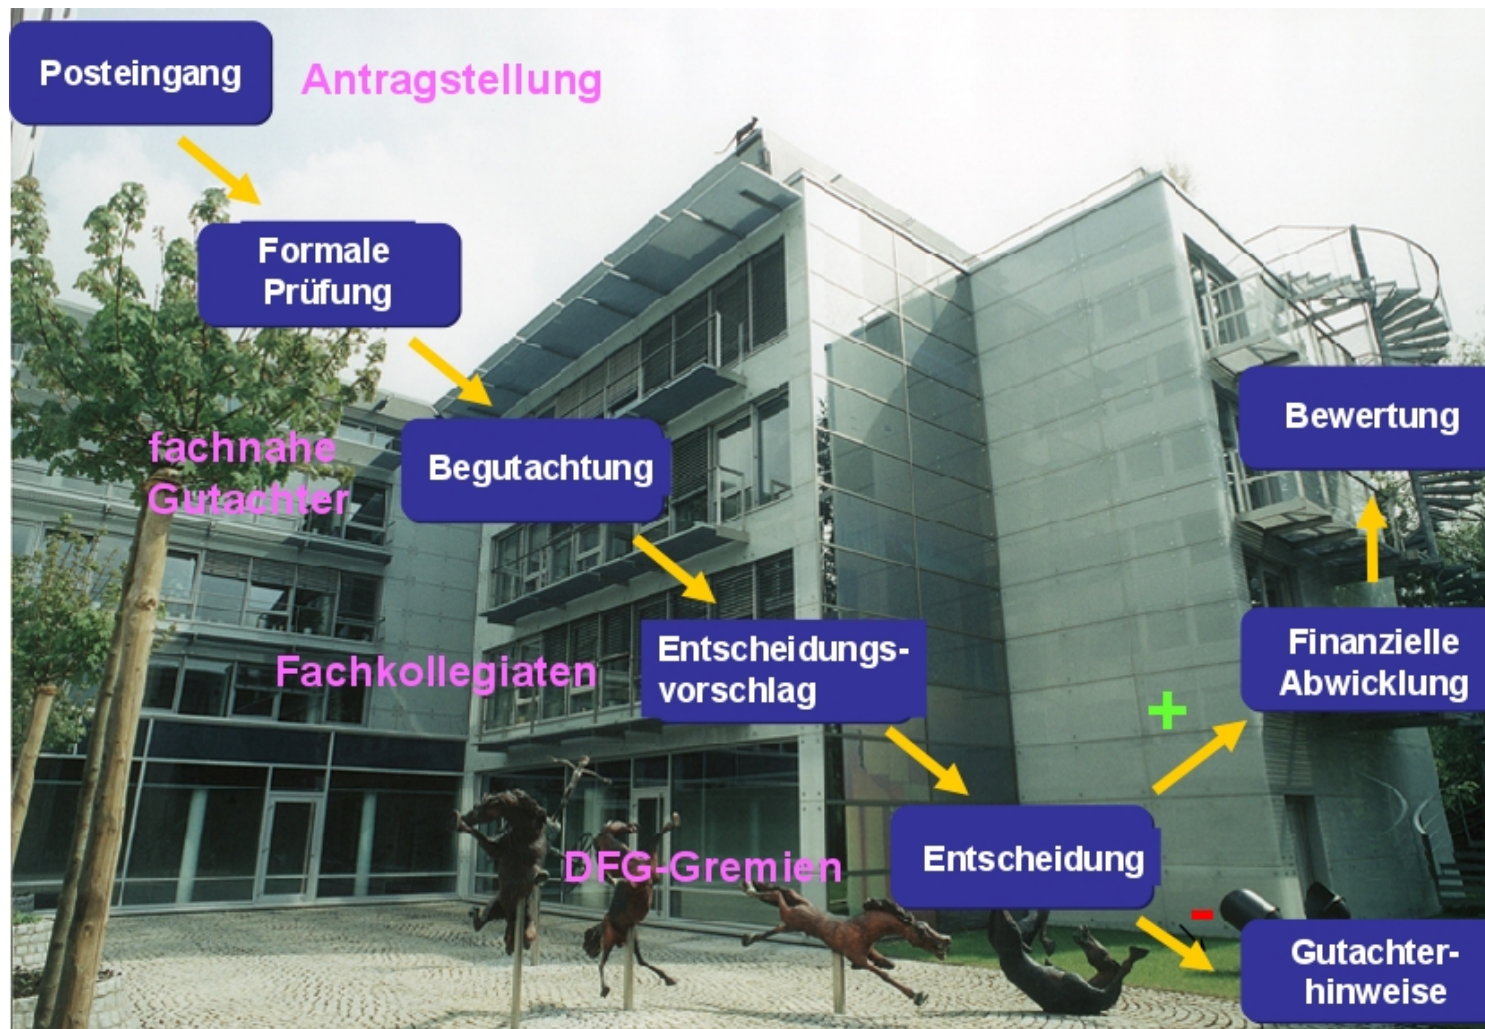 Posteingang
Antragstellung
Formale
Prüfung
fachnahe
Gutachter
Begutachtung
Fachkollegiaten
Entscheidungs-
vorschlag
DFG-Gremien
Entscheidung
+
-
Bewertung
Finanzielle
Abwicklung
Gutachter-
hinweise